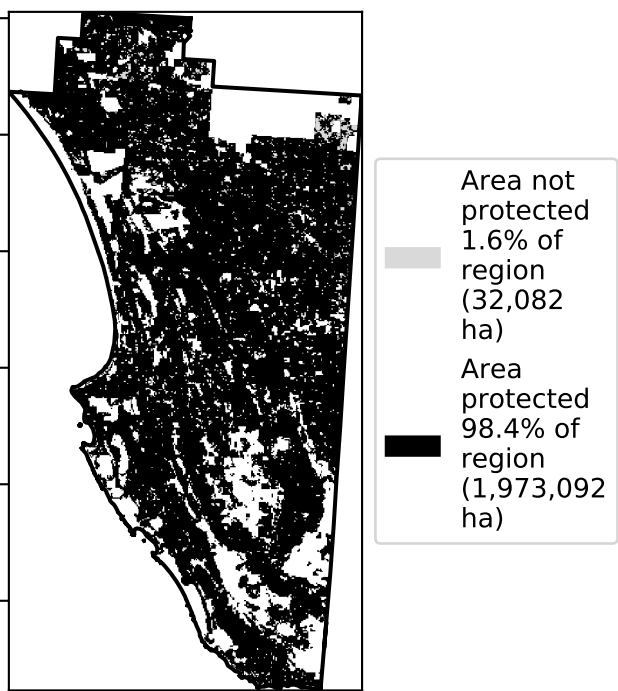 Area not
protected
1.6% of
region
(32,082
ha)
Area
protected
98.4% of
region
(1,973,092
ha)